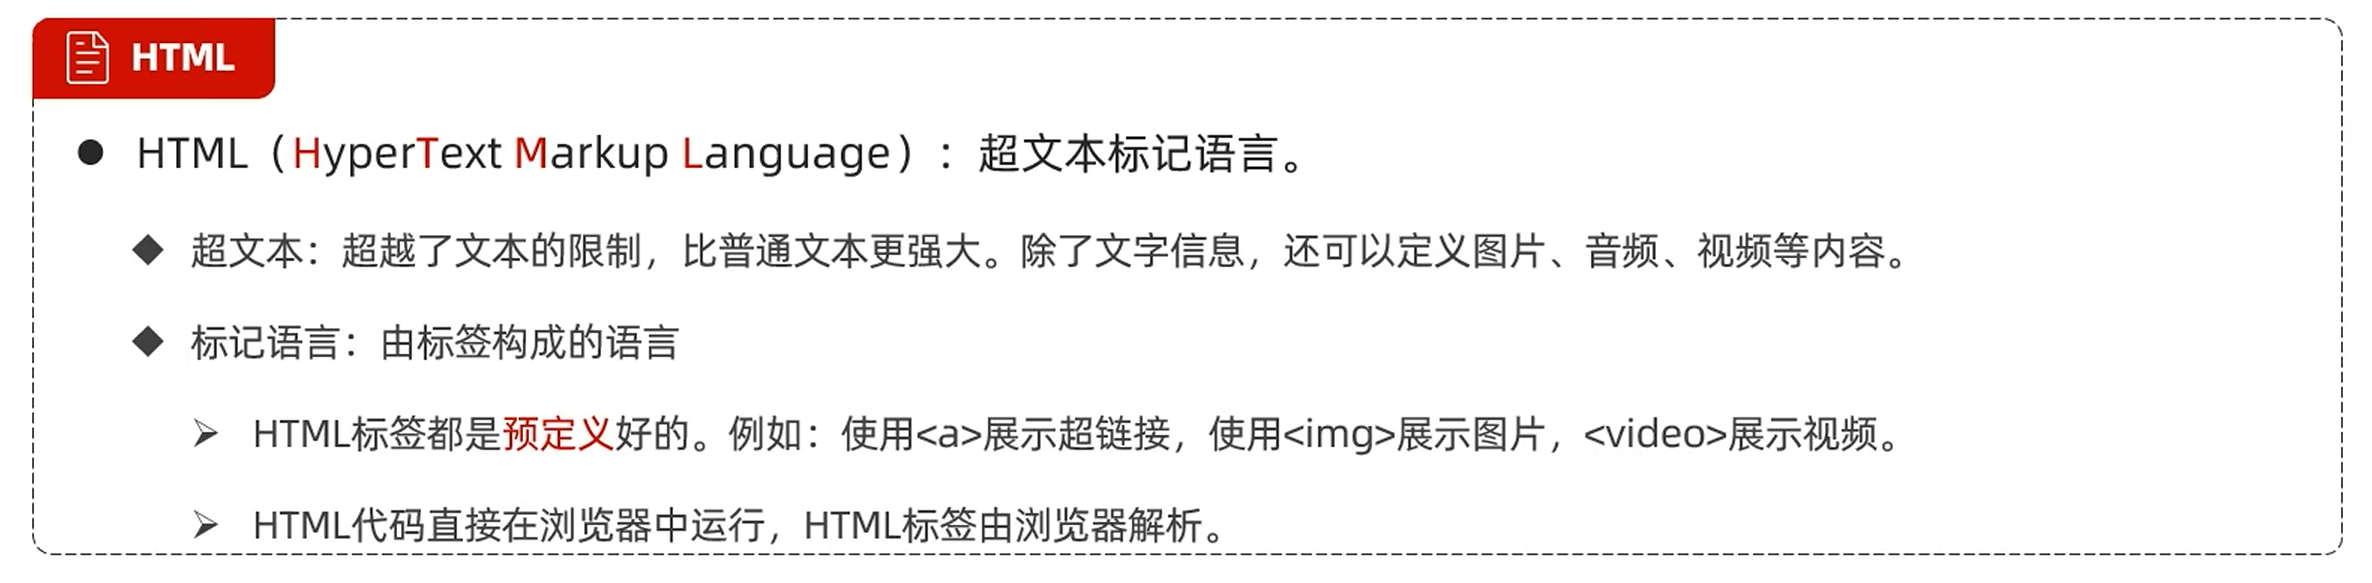 HTML
HTML（HyperText Markup Language）：超文本标记语言。
超文本：超越了文本的限制，比普通文本更强大。除了文字信息，还可以定义图片、音频、视频等内容。
标记语言：由标签构成的语言
HTML标签都是预定义好的。例如：使用<a>展示超链接，使用<img>展示图片，<video>展示视频。
HTML代码直接在浏览器中运行，HTML标签由浏览器解析。